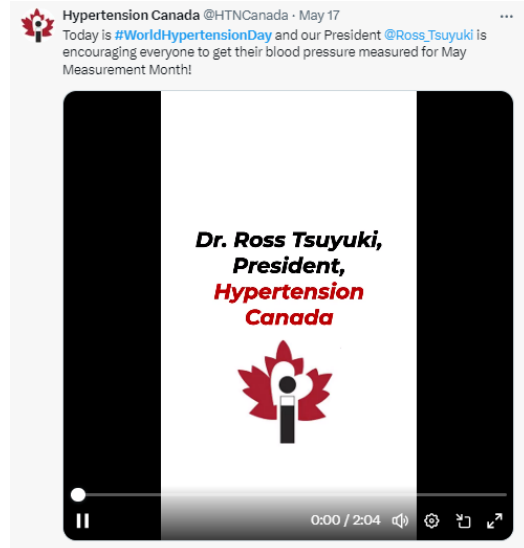 Hypertension Canada @HTNCanada · May 17
Today is #WorldHypertensionDay and our President @Ross_Tsuyuki is
encouraging everyone to get their blood pressure measured for May
Measurement Month!
Dr. Ross Tsuyuki,
President,
Hypertension
Canada
0:00 / 2:04